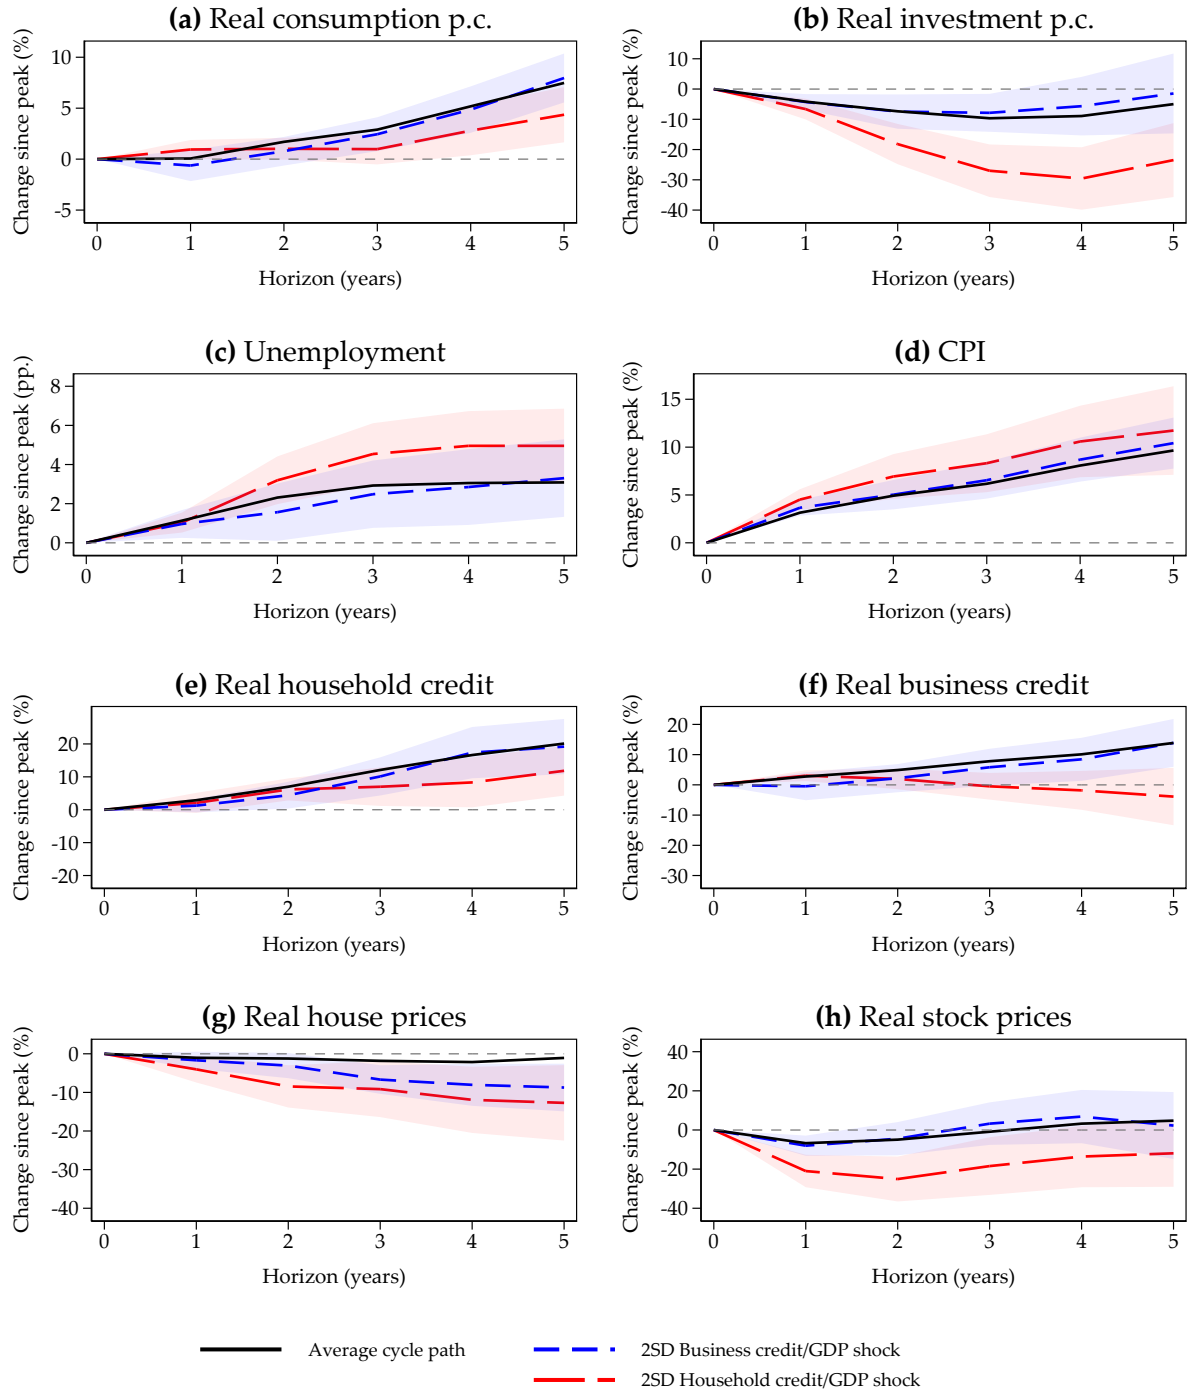 (a) Real consumption p.c.
Change since peak (%)
10
5
0
-5
0 1 2 3 4 5
Horizon (years)
(b) Real investment p.c.
Change since peak (%)
0
-10
-20
-30
-40
0 1 2 3 4 5
Horizon (years)
(c) Unemployment
Change since peak (pp.)
8
6
4
2
0
0 1 2 3 4 5
Horizon (years)
(d) CPI
Change since peak (%)
15
10
5
0
0 1 2 3 4 5
Horizon (years)
(e) Real household credit
Change since peak (%)
20
10
0
-10
-20
0 1 2 3 4 5
Horizon (years)
(f) Real business credit
Change since peak (%)
20
10
0
-10
-20
-30
0 1 2 3 4 5
Horizon (years)
(g) Real house prices
Change since peak (%)
0
-10
-20
-30
-40
0 1 2 3 4 5
Horizon (years)
(h) Real stock prices
Change since peak (%)
40
20
0
-20
-40
0 1 2 3 4 5
Horizon (years)
Average cycle path
2SD Business credit/GDP shock
2SD Household credit/GDP shock